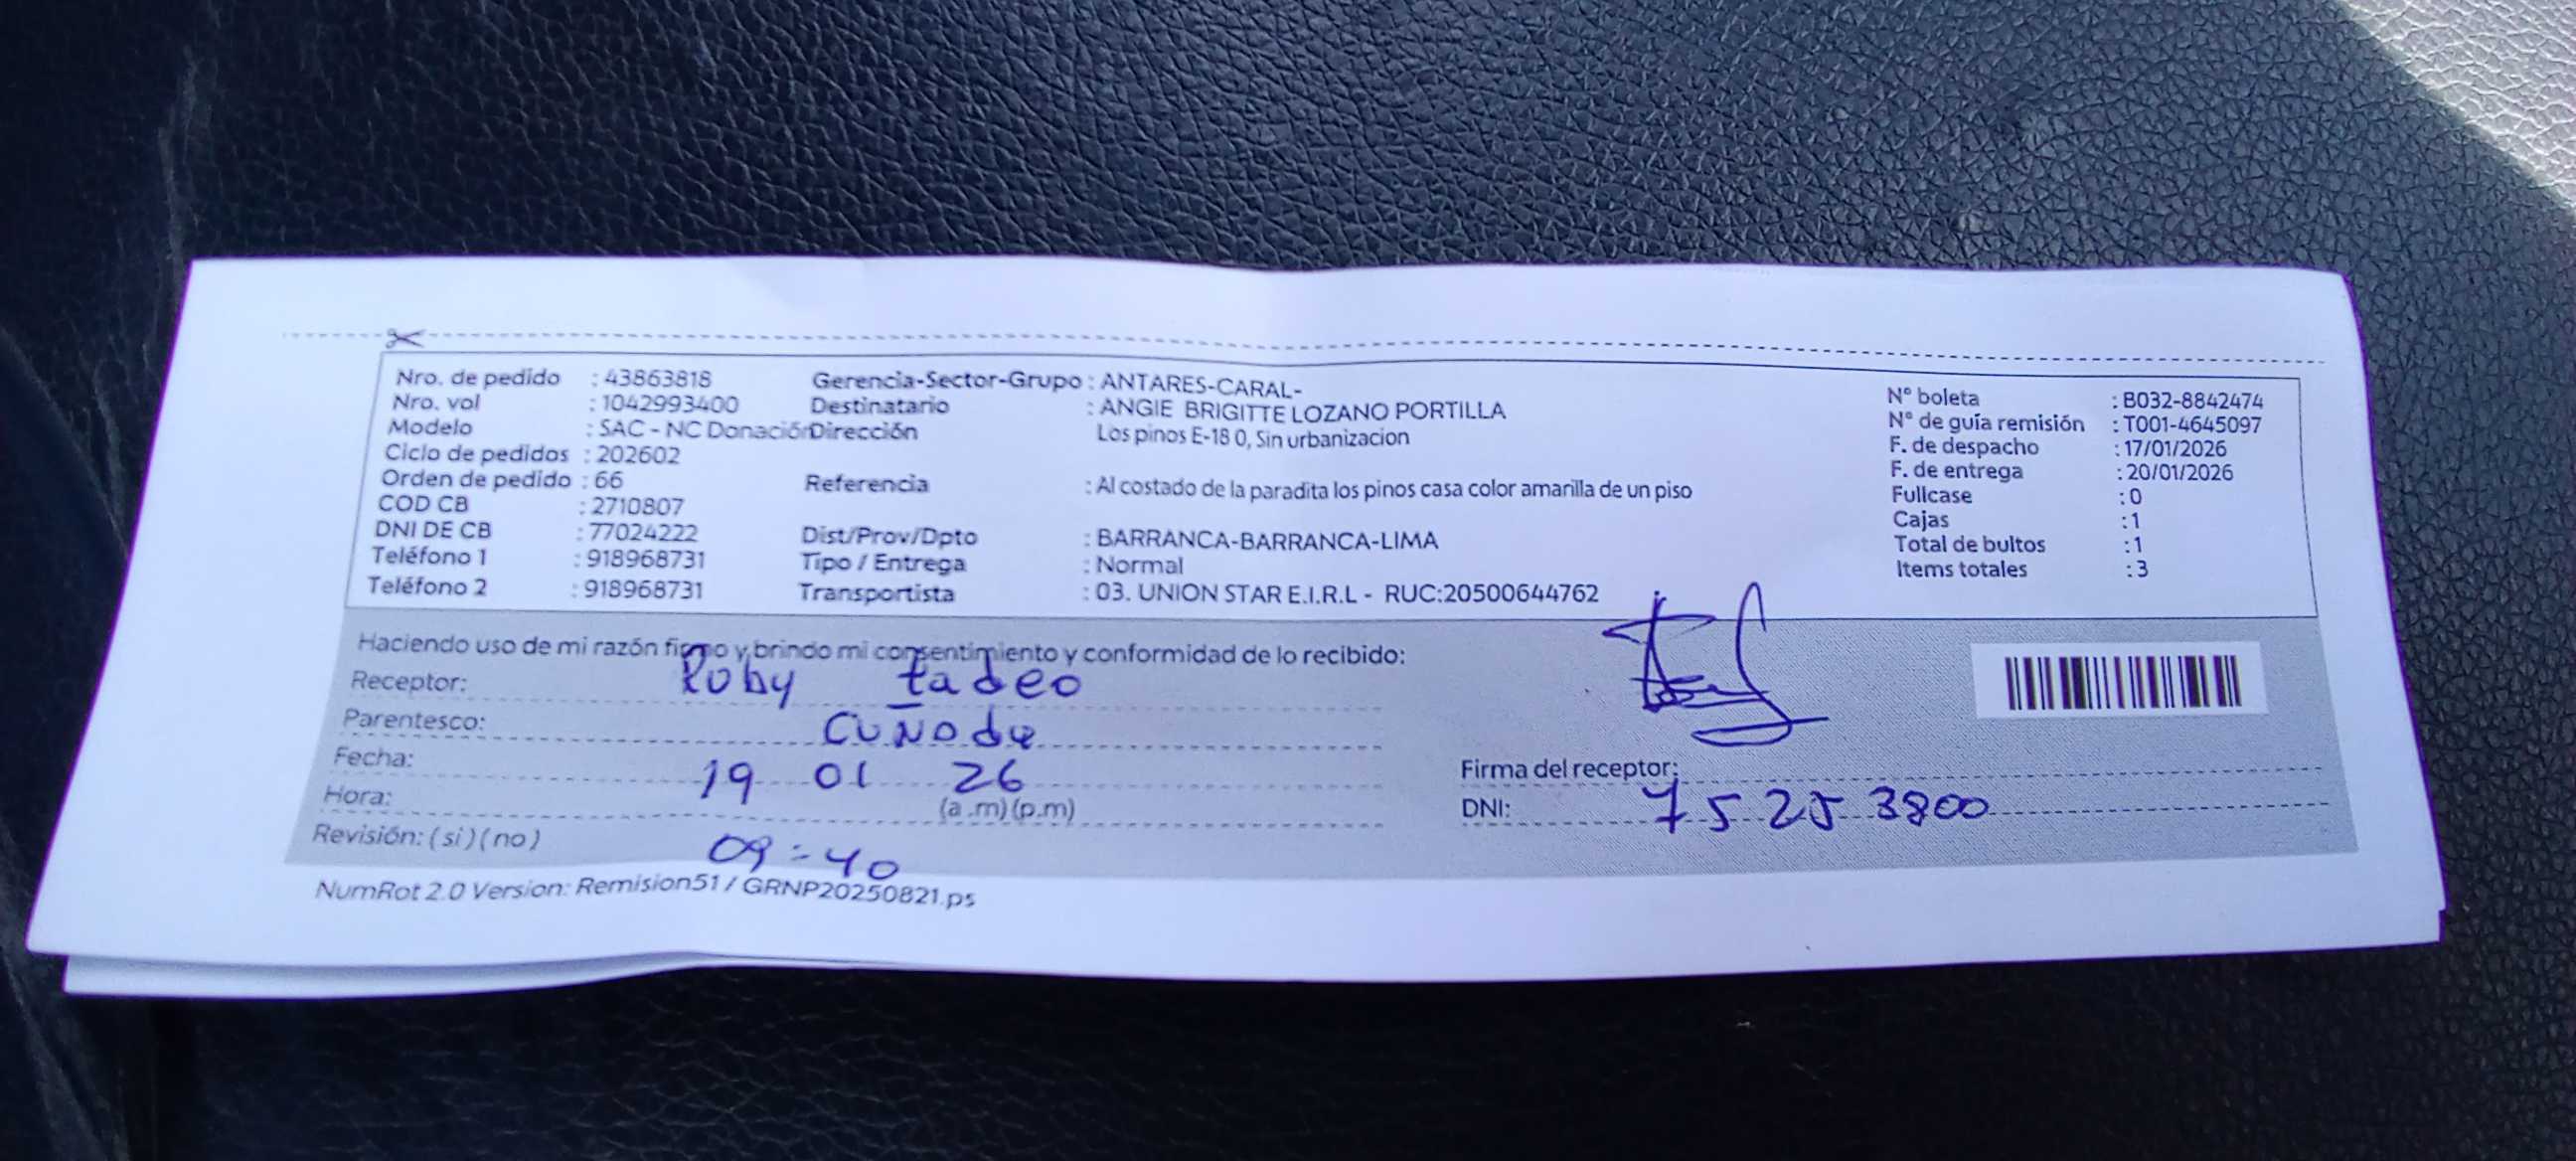 Nro. de pedido : 43863818
Nro. vol : 1042993400
Modelo : SAC - NC Donación
Ciclo de pedidos : 202602
Orden de pedido : 66
COD CB : 2710807
DNI DE CB : 77024222
Teléfono 1 : 918968731
Teléfono 2 : 918968731
Gerencia-Sector-Grupo : ANTARES-CARAL-
Destinatario : ANGIE BRIGITTE LOZANO PORTILLA
Dirección Los pinos E-18 0, Sin urbanizacion
Referencia : Al costado de la paradita los pinos casa color amarilla de un piso
Dist/Prov/Dpto : BARRANCA-BARRANCA-LIMA
Tipo / Entrega : Normal
Transportista : 03. UNION STAR E.I.R.L - RUC:20500644762
N° boleta : B032-8842474
N° de guía remisión : T001-4645097
F. de despacho : 17/01/2026
F. de entrega : 20/01/2026
Fullcase : 0
Cajas : 1
Total de bultos : 1
Items totales : 3
Haciendo uso de mi razón firmo y brindo mi consentimiento y conformidad de lo recibido:
Receptor: Ruby tadeo
Parentesco: cuñada
Fecha: 19 01 26
Hora: (a .m) (p.m)
Revisión: ( si ) ( no ) 09:40
Firma del receptor:
DNI: 75253800
NumRot 2.0 Version: Remision51 / GRNP20250821.ps